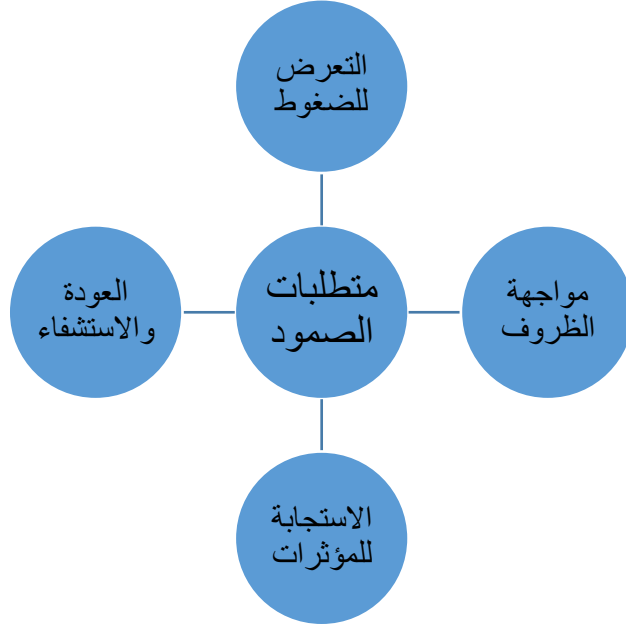 التعرض
للضغوط
مواجهة
الظروف
متطلبات
الصمود
العودة
والاستشفاء
الاستجابة
للمؤثرات